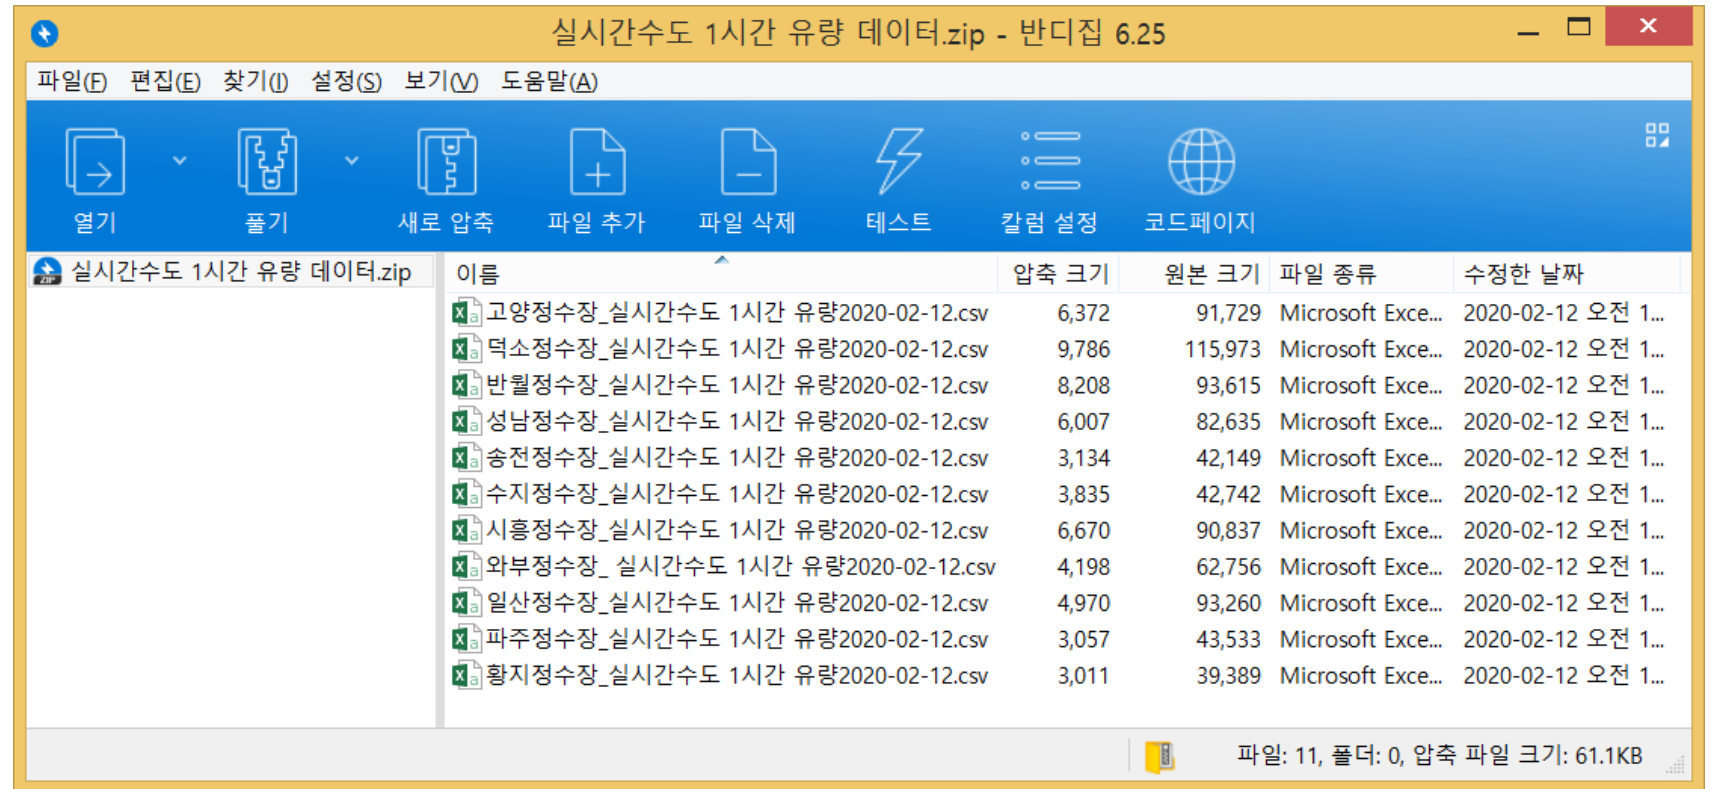 실시간수도 1시간 유량 데이터.zip - 반디집 6.25
파일(F) 편집(E) 찾기(I) 설정(S) 보기(V) 도움말(A)
열기 풀기 새로 압축 파일 추가 파일 삭제 테스트 칼럼 설정 코드페이지
실시간수도 1시간 유량 데이터.zip
이름 압축 크기 원본 크기 파일 종류 수정한 날짜
고양정수장_실시간수도 1시간 유량2020-02-12.csv 6,372 91,729 Microsoft Exce... 2020-02-12 오전 1...
덕소정수장_실시간수도 1시간 유량2020-02-12.csv 9,786 115,973 Microsoft Exce... 2020-02-12 오전 1...
반월정수장_실시간수도 1시간 유량2020-02-12.csv 8,208 93,615 Microsoft Exce... 2020-02-12 오전 1...
성남정수장_실시간수도 1시간 유량2020-02-12.csv 6,007 82,635 Microsoft Exce... 2020-02-12 오전 1...
송전정수장_실시간수도 1시간 유량2020-02-12.csv 3,134 42,149 Microsoft Exce... 2020-02-12 오전 1...
수지정수장_실시간수도 1시간 유량2020-02-12.csv 3,835 42,742 Microsoft Exce... 2020-02-12 오전 1...
시흥정수장_실시간수도 1시간 유량2020-02-12.csv 6,670 90,837 Microsoft Exce... 2020-02-12 오전 1...
와부정수장_ 실시간수도 1시간 유량2020-02-12.csv 4,198 62,756 Microsoft Exce... 2020-02-12 오전 1...
일산정수장_실시간수도 1시간 유량2020-02-12.csv 4,970 93,260 Microsoft Exce... 2020-02-12 오전 1...
파주정수장_실시간수도 1시간 유량2020-02-12.csv 3,057 43,533 Microsoft Exce... 2020-02-12 오전 1...
황지정수장_실시간수도 1시간 유량2020-02-12.csv 3,011 39,389 Microsoft Exce... 2020-02-12 오전 1...
파일: 11, 폴더: 0, 압축 파일 크기: 61.1KB